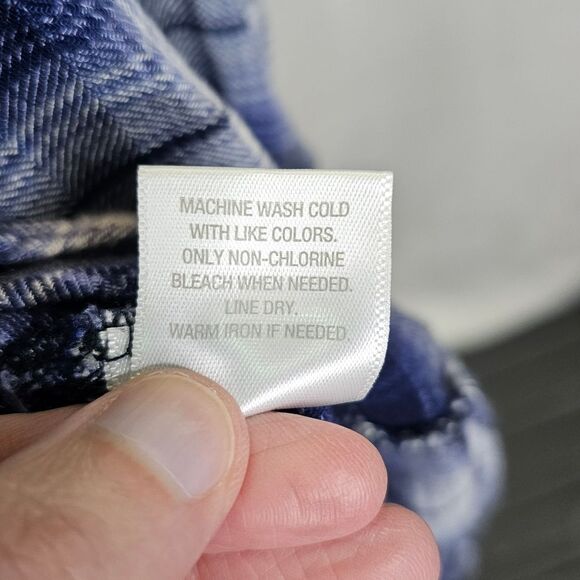 MACHINE WASH COLD
WITH LIKE COLORS.
ONLY NON-CHLORINE
BLEACH WHEN NEEDED.
LINE DRY.
WARM IRON IF NEEDED.